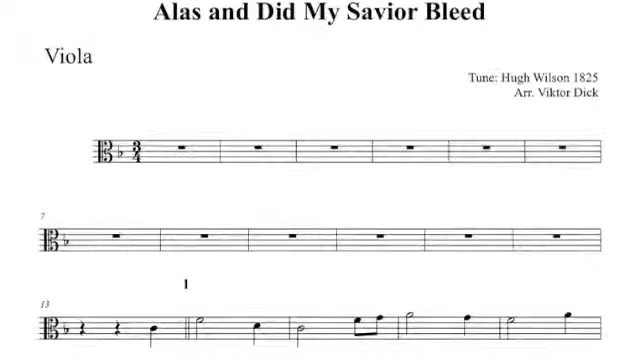 Alas and Did My Savior Bleed
Viola
Tune: Hugh Wilson 1825
Arr. Viktor Dick
3
4
7
1
13